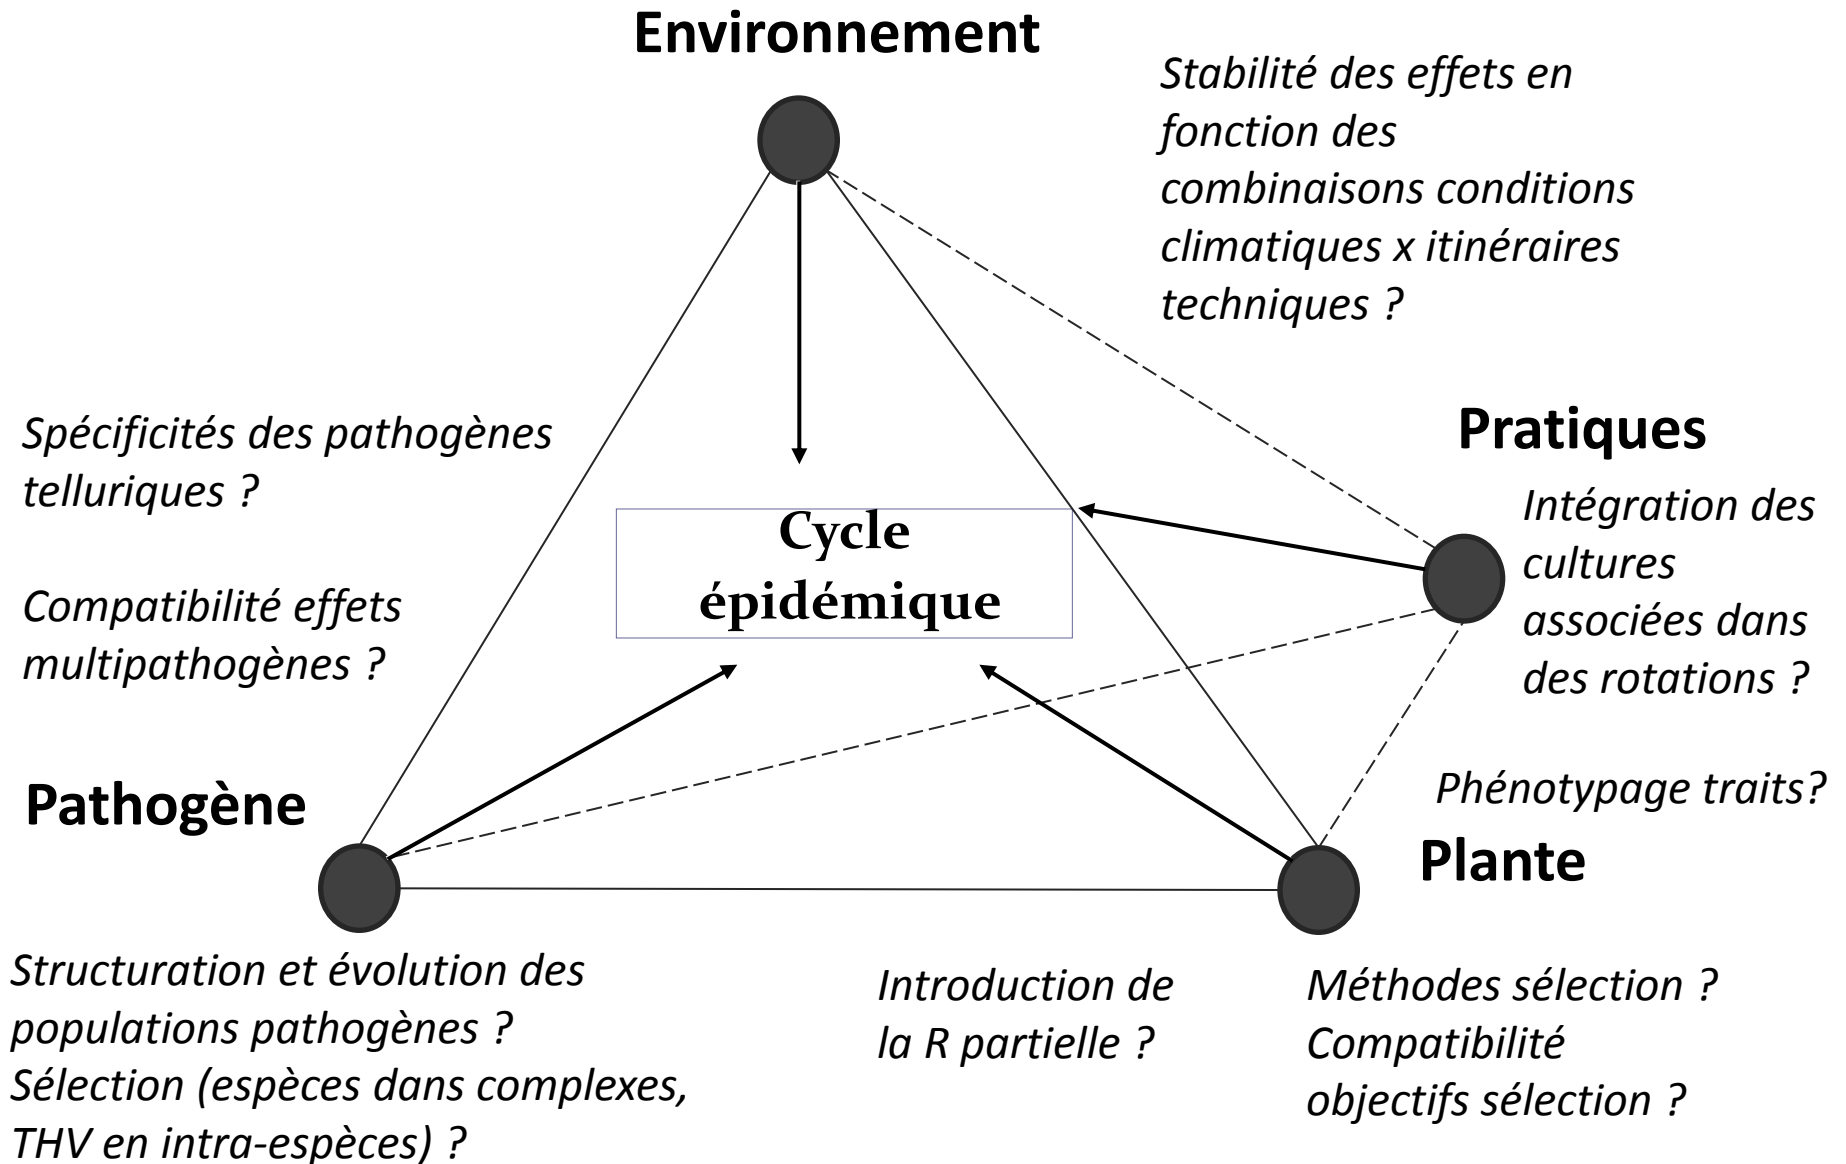 Environnement
Stabilité des effets en
fonction des
combinaisons conditions
climatiques x itinéraires
techniques ?
Spécificités des pathogènes
telluriques ?
Compatibilité effets
multipathogènes ?
Cycle
épidémique
Pratiques
Intégration des
cultures
associées dans
des rotations ?
Pathogène
Phénotypage traits?
Plante
Structuration et évolution des
populations pathogènes ?
Sélection (espèces dans complexes,
THV en intra-espèces) ?
Introduction de
la R partielle ?
Méthodes sélection ?
Compatibilité
objectifs sélection ?